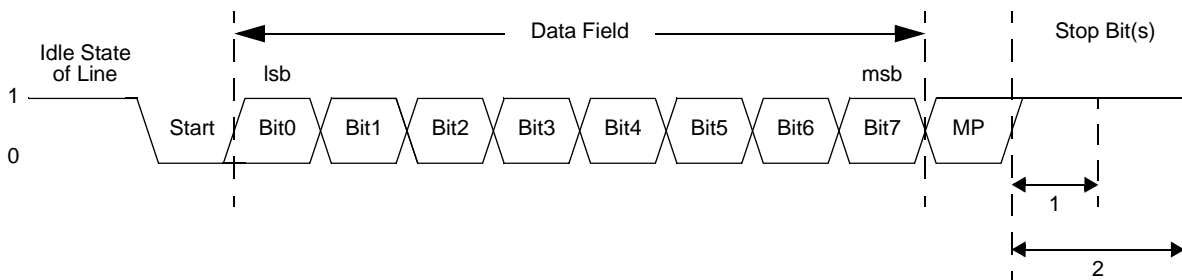 Data Field
Stop Bit(s)
Idle State
of Line
lsb
msb
1
Start
Bit0
Bit1
Bit2
Bit3
Bit4
Bit5
Bit6
Bit7
MP
0
1
2